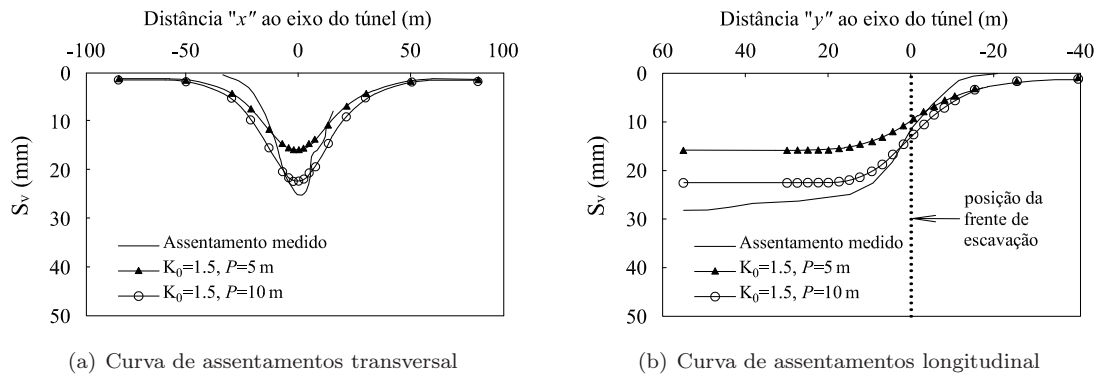 Distância "x" ao eixo do túnel (m)
-100 -50 0 50 100
0
10
20
30
40
50
Sv (mm)
Assentamento medido
K0=1.5, P=5 m
K0=1.5, P=10 m
(a) Curva de assentamentos transversal
Distância "y" ao eixo do túnel (m)
60 40 20 0 -20 -40
0
10
20
30
40
50
Sv (mm)
posição da
frente de
escavação
Assentamento medido
K0=1.5, P=5 m
K0=1.5, P=10 m
(b) Curva de assentamentos longitudinal